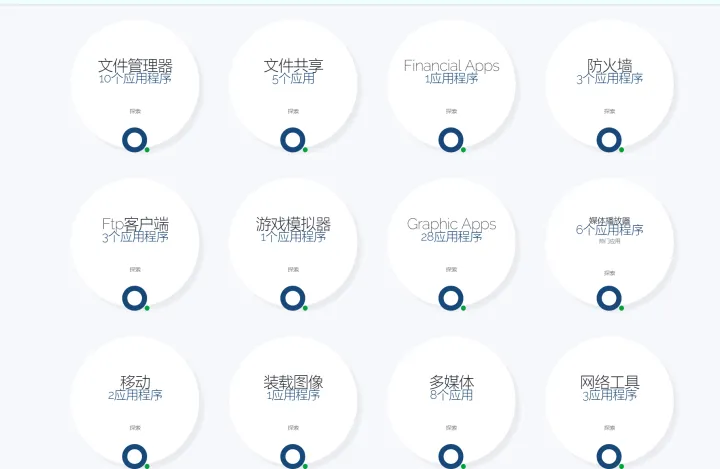 文件管理器
10个应用程序
探索
文件共享
5个应用
探索
Financial Apps
1应用程序
探索
防火墙
3个应用程序
探索
Ftp客户端
3个应用程序
探索
游戏模拟器
1个应用程序
探索
Graphic Apps
28应用程序
探索
媒体播放器
6个应用程序
热门应用
探索
移动
2应用程序
探索
装载图像
1应用程序
探索
多媒体
8个应用
探索
网络工具
3应用程序
探索